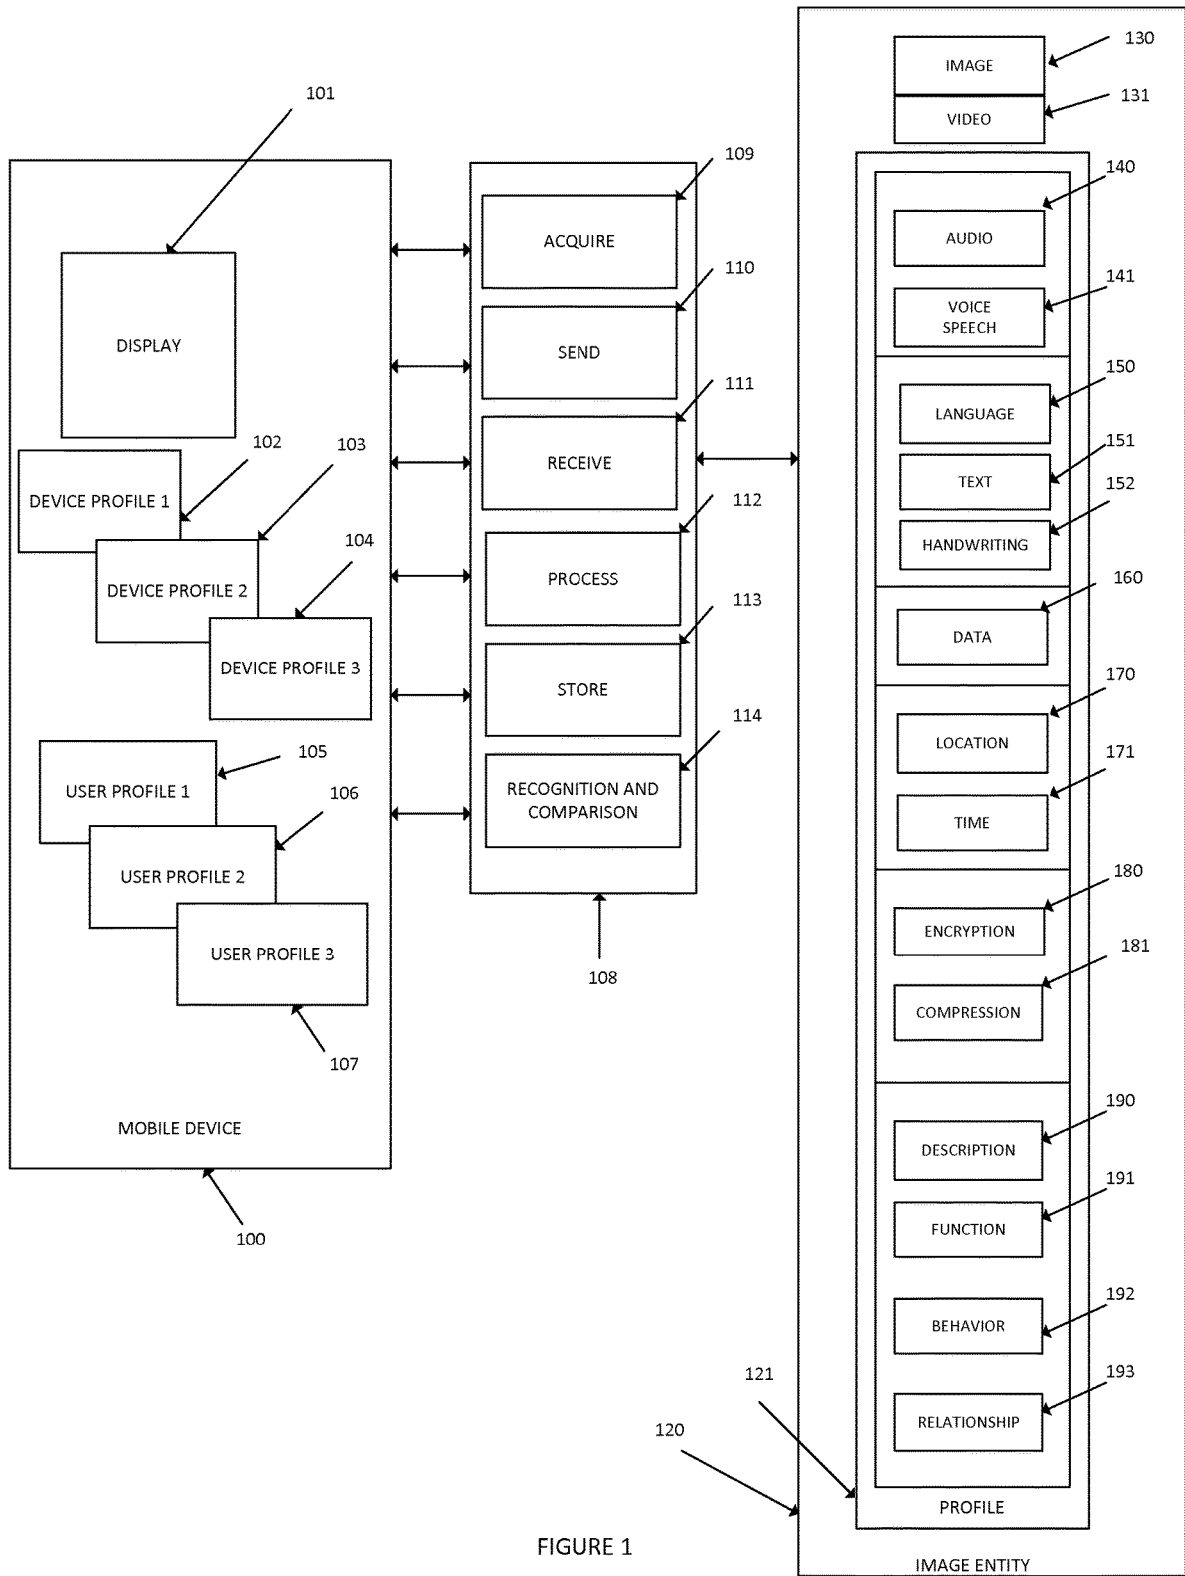 101
DISPLAY
DEVICE PROFILE 1
102
DEVICE PROFILE 2
103
DEVICE PROFILE 3
104
USER PROFILE 1
105
USER PROFILE 2
106
USER PROFILE 3
107
MOBILE DEVICE
100
109
ACQUIRE
110
SEND
111
RECEIVE
112
PROCESS
113
STORE
114
RECOGNITION AND
COMPARISON
108
130
IMAGE
131
VIDEO
140
AUDIO
141
VOICE
SPEECH
150
LANGUAGE
151
TEXT
152
HANDWRITING
160
DATA
170
LOCATION
171
TIME
180
ENCRYPTION
181
COMPRESSION
190
DESCRIPTION
191
FUNCTION
192
BEHAVIOR
193
RELATIONSHIP
121
PROFILE
120
IMAGE ENTITY
FIGURE 1